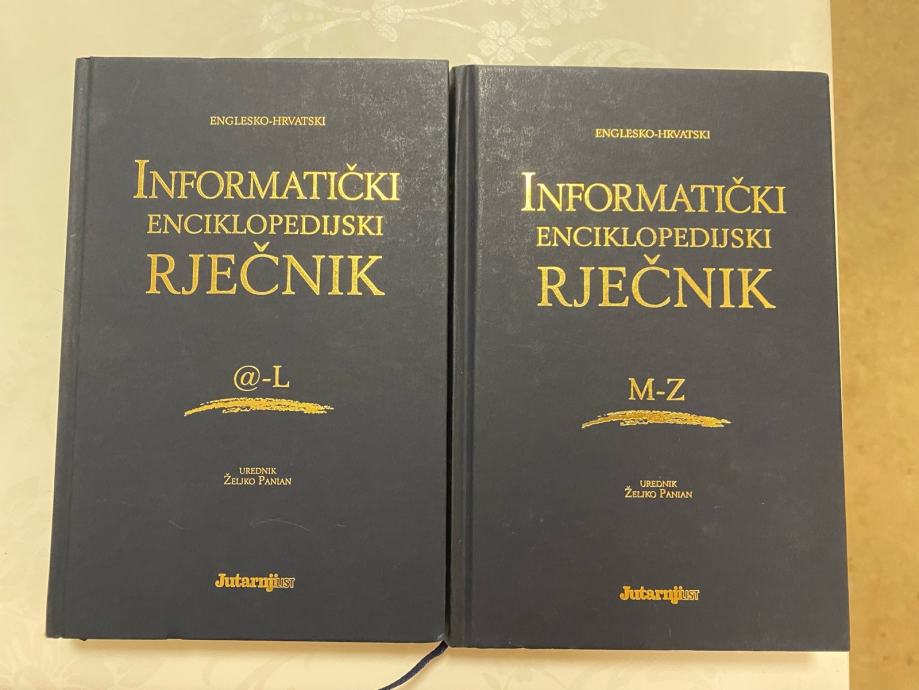 ENGLESKO-HRVATSKI
INFORMATIČKI
ENCIKLOPEDIJSKI
RJEČNIK
@-L
UREDNIK
ŽELJKO PANIAN
Jutarnji LIST
ENGLESKO-HRVATSKI
INFORMATIČKI
ENCIKLOPEDIJSKI
RJEČNIK
M-Z
UREDNIK
ŽELJKO PANIAN
Jutarnji LIST